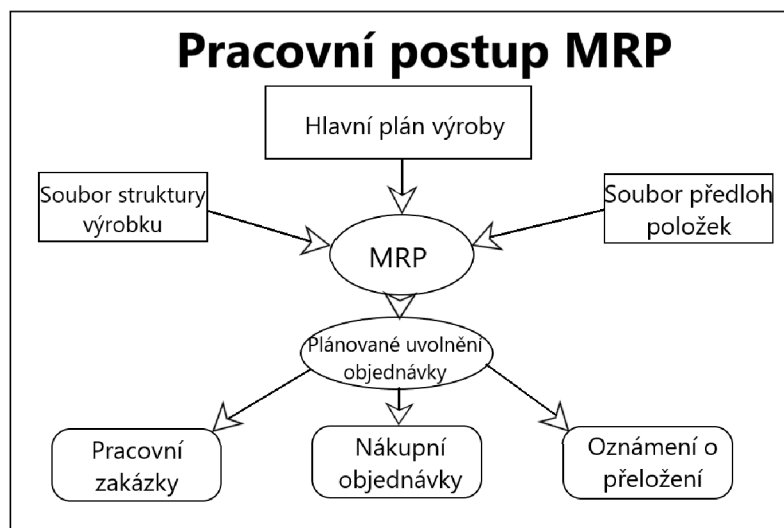 Pracovní postup MRP
Hlavní plán výroby
Soubor struktury
výrobku
Soubor předloh
položek
MRP
Plánované uvolnění
objednávky
Pracovní
zakázky
Nákupní
objednávky
Oznámení o
přeložení